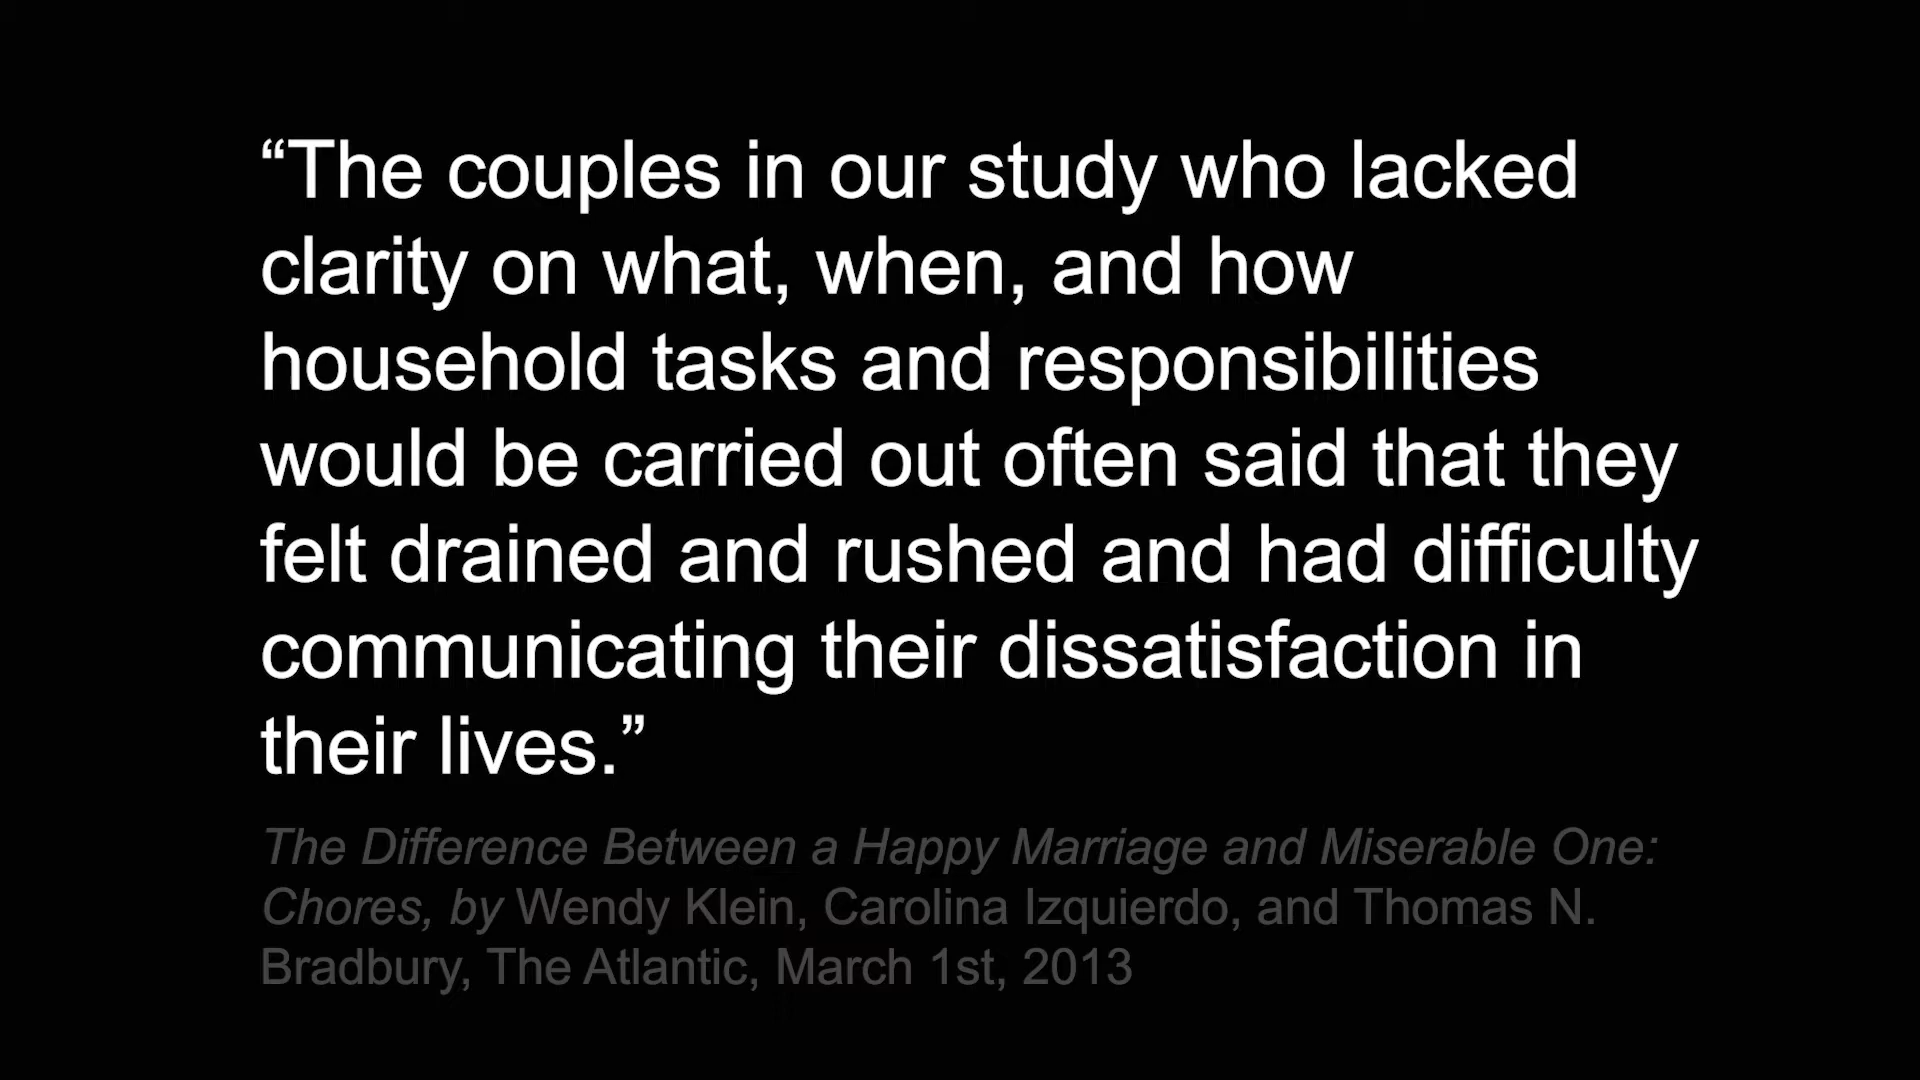 “The couples in our study who lacked
clarity on what, when, and how
household tasks and responsibilities
would be carried out often said that they
felt drained and rushed and had difficulty
communicating their dissatisfaction in
their lives.”
The Difference Between a Happy Marriage and Miserable One:
Chores, by Wendy Klein, Carolina Izquierdo, and Thomas N.
Bradbury, The Atlantic, March 1st, 2013